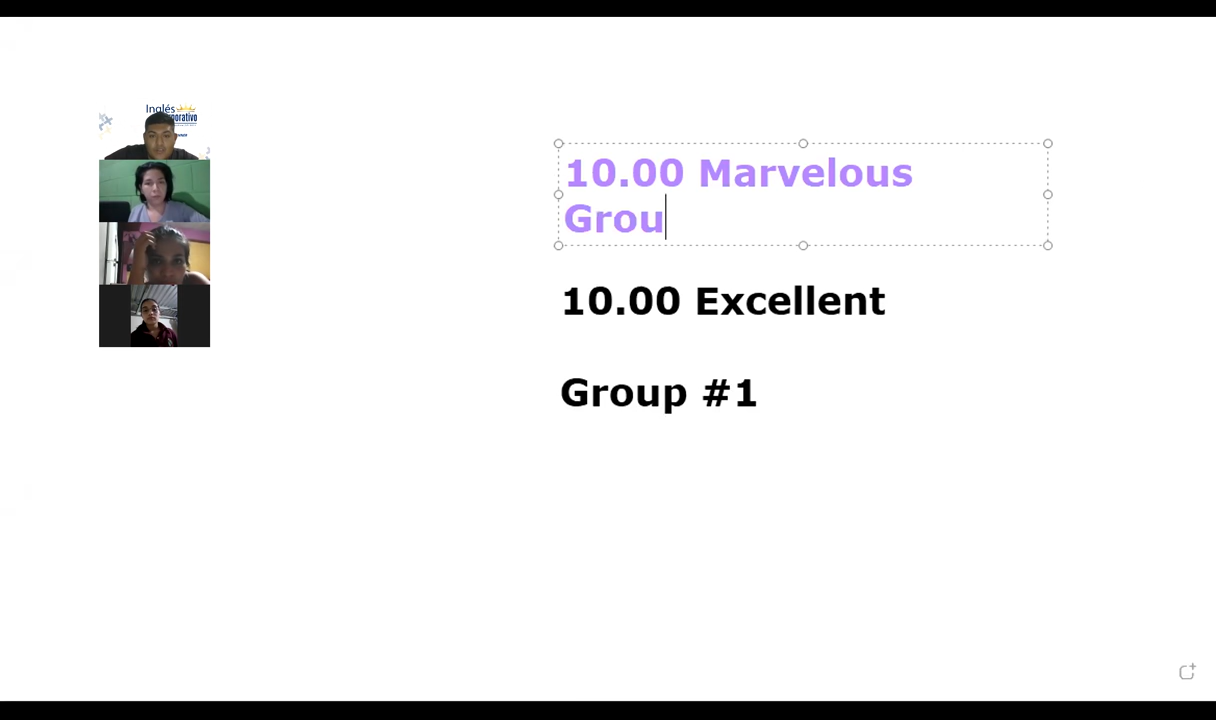 Inglés
10.00 Marvelous
Grou
10.00 Excellent
Group #1